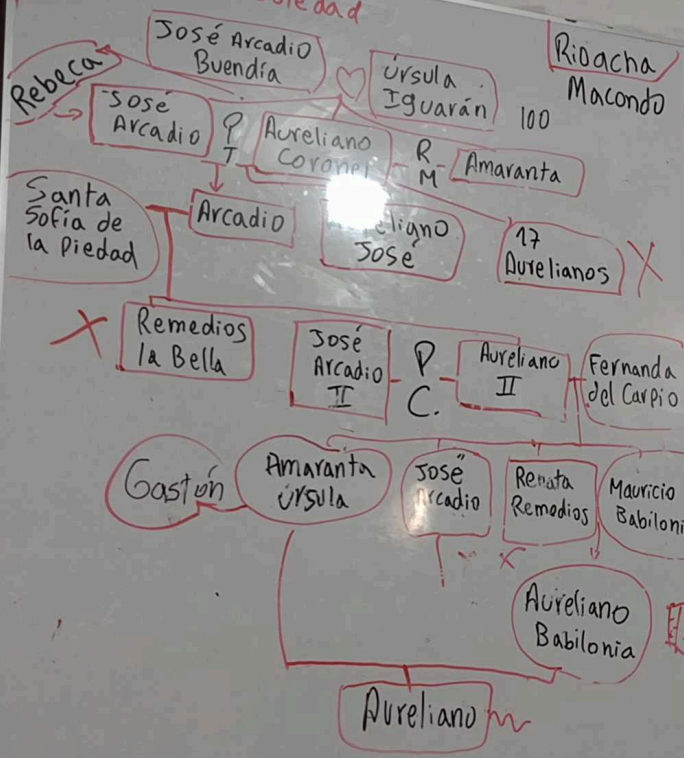 José Arcadio
Buendía
Úrsula
Iguarán
100
Rioacha
Macondo
Rebeca
José
Arcadio
P
T
Aureliano
Coronel
R
M
Amaranta
Santa
Sofía de
la Piedad
Arcadio
José
17
Aurelianos
X
X
Remedios
la Bella
José
Arcadio
II
P
C.
Aureliano
II
Fernanda
del Carpio
Gastón
Amaranta
Úrsula
José
Arcadio
Renata
Remedios
Mauricio
Babiloni
x
Aureliano
Babilonia
Aureliano